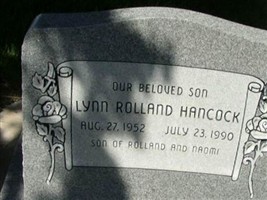 OUR BELOVED SON
LYNN ROLLAND HANCOCK
AUG. 27, 1952 JULY 23, 1990
SON OF ROLLAND AND NAOMI